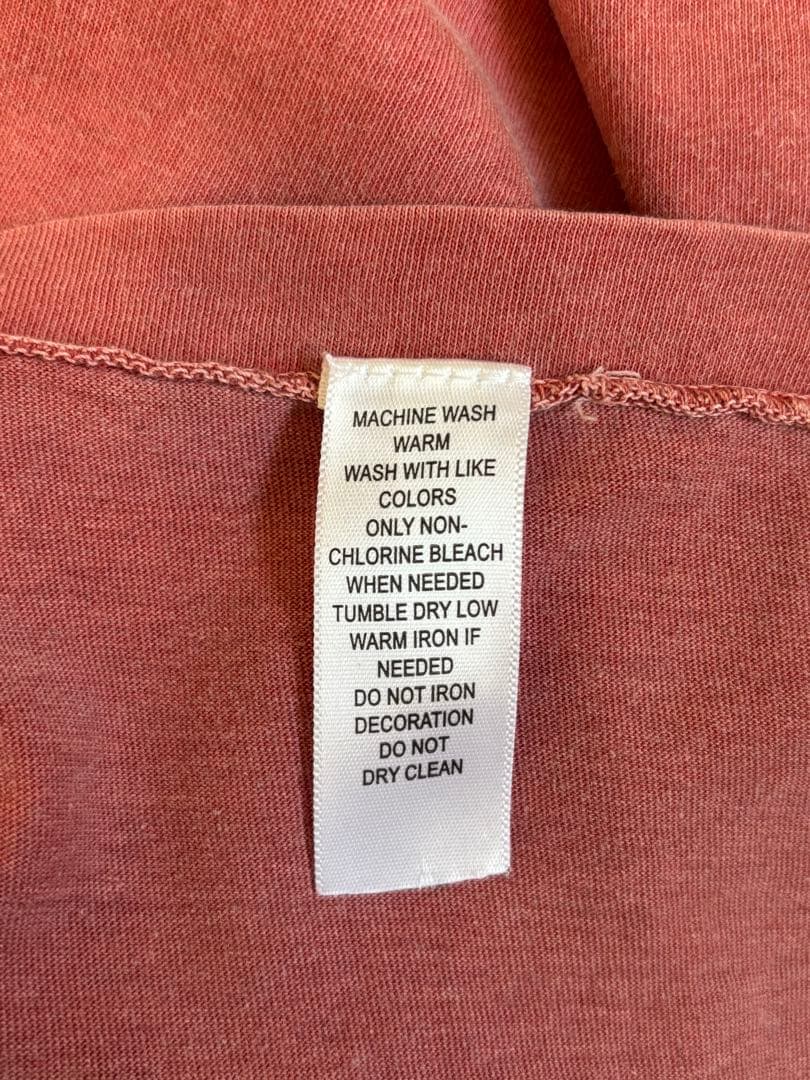 MACHINE WASH
WARM
WASH WITH LIKE
COLORS
ONLY NON-
CHLORINE BLEACH
WHEN NEEDED
TUMBLE DRY LOW
WARM IRON IF
NEEDED
DO NOT IRON
DECORATION
DO NOT
DRY CLEAN